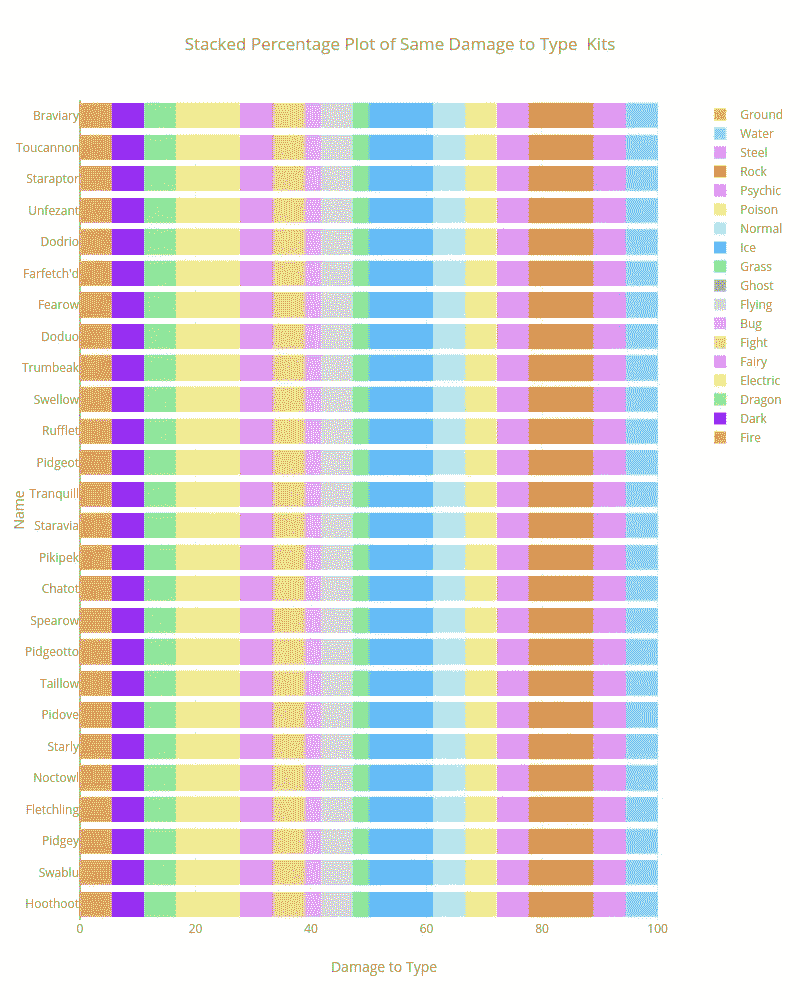 Stacked Percentage Plot of Same Damage to Type  Kits
Braviary
Toucannon
Staraptor
Unfezant
Dodrio
Farfetch'd
Fearow
Doduo
Trumbeak
Swellow
Rufflet
Pidgeot
Tranquill
Staravia
Pikipek
Chatot
Spearow
Pidgeotto
Taillow
Pidove
Starly
Noctowl
Fletchling
Pidgey
Swablu
Hoothoot
Name
0 20 40 60 80 100
Damage to Type
Ground
Water
Steel
Rock
Psychic
Poison
Normal
Ice
Grass
Ghost
Flying
Bug
Fight
Fairy
Electric
Dragon
Dark
Fire